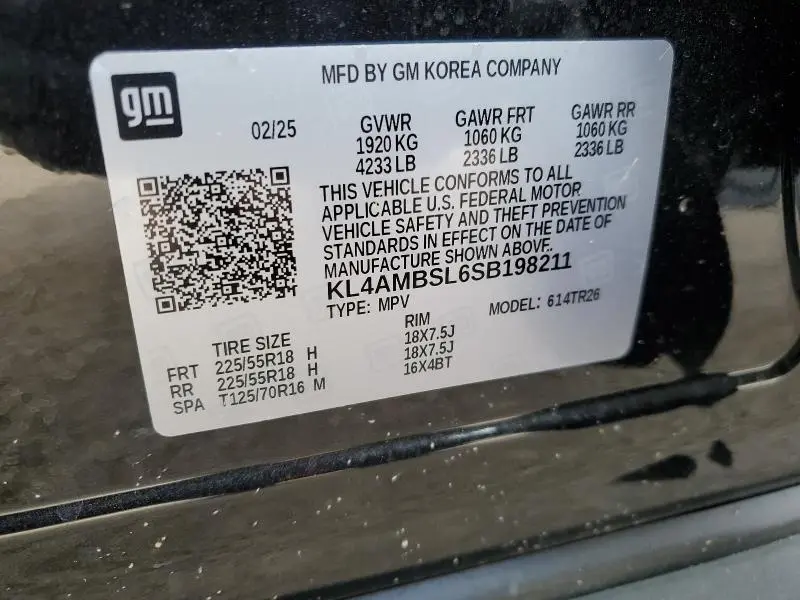 gm
MFD BY GM KOREA COMPANY
02/25
GVWR
1920 KG
4233 LB
GAWR FRT
1060 KG
2336 LB
GAWR RR
1060 KG
2336 LB
THIS VEHICLE CONFORMS TO ALL
APPLICABLE U.S. FEDERAL MOTOR
VEHICLE SAFETY AND THEFT PREVENTION
STANDARDS IN EFFECT ON THE DATE OF
MANUFACTURE SHOWN ABOVE.
KL4AMBSL6SB198211
TYPE: MPV
MODEL: 614TR26
TIRE SIZE
RIM
FRT 225/55R18 H 18X7.5J
RR 225/55R18 H 18X7.5J
SPA T125/70R16 M 16X4BT